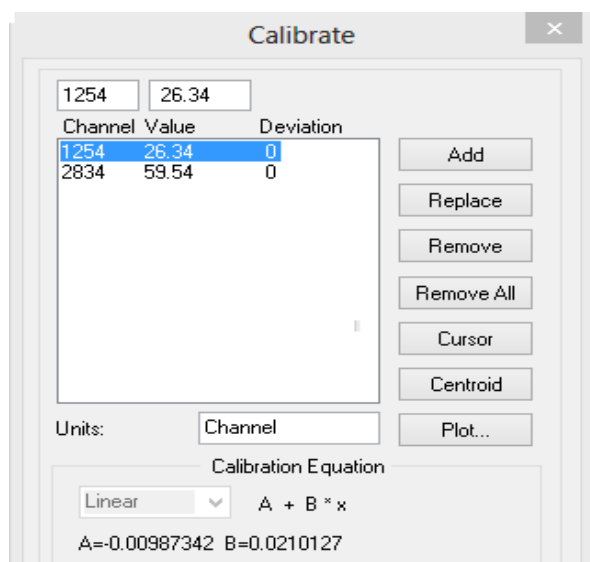 Calibrate
1254 26.34
Channel Value Deviation
1254 26.34 0
2834 59.54 0
Add
Replace
Remove
Remove All
Cursor
Centroid
Plot...
Units: Channel
Calibration Equation
Linear A + B * x
A=-0.00987342 B=0.0210127